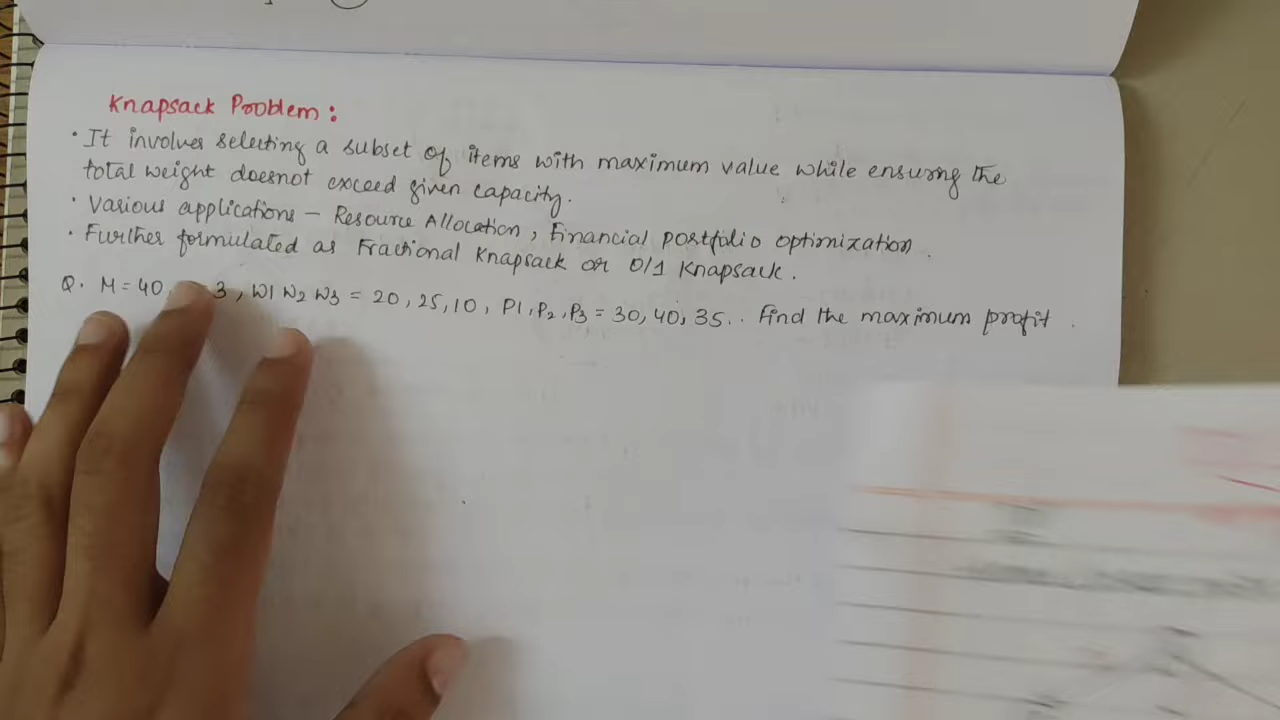 Knapsack Problem:
· It involves selecting a subset of items with maximum value while ensuring the
total weight doesnot exceed given capacity.
· Various applications – Resource Allocation, Financial portfolio optimization.
· Further formulated as Fractional Knapsack or 0/1 Knapsack.
Q. M = 40, 3, W1 W2 W3 = 20, 25, 10, P1, P2, P3 = 30, 40, 35. . Find the maximum profit.